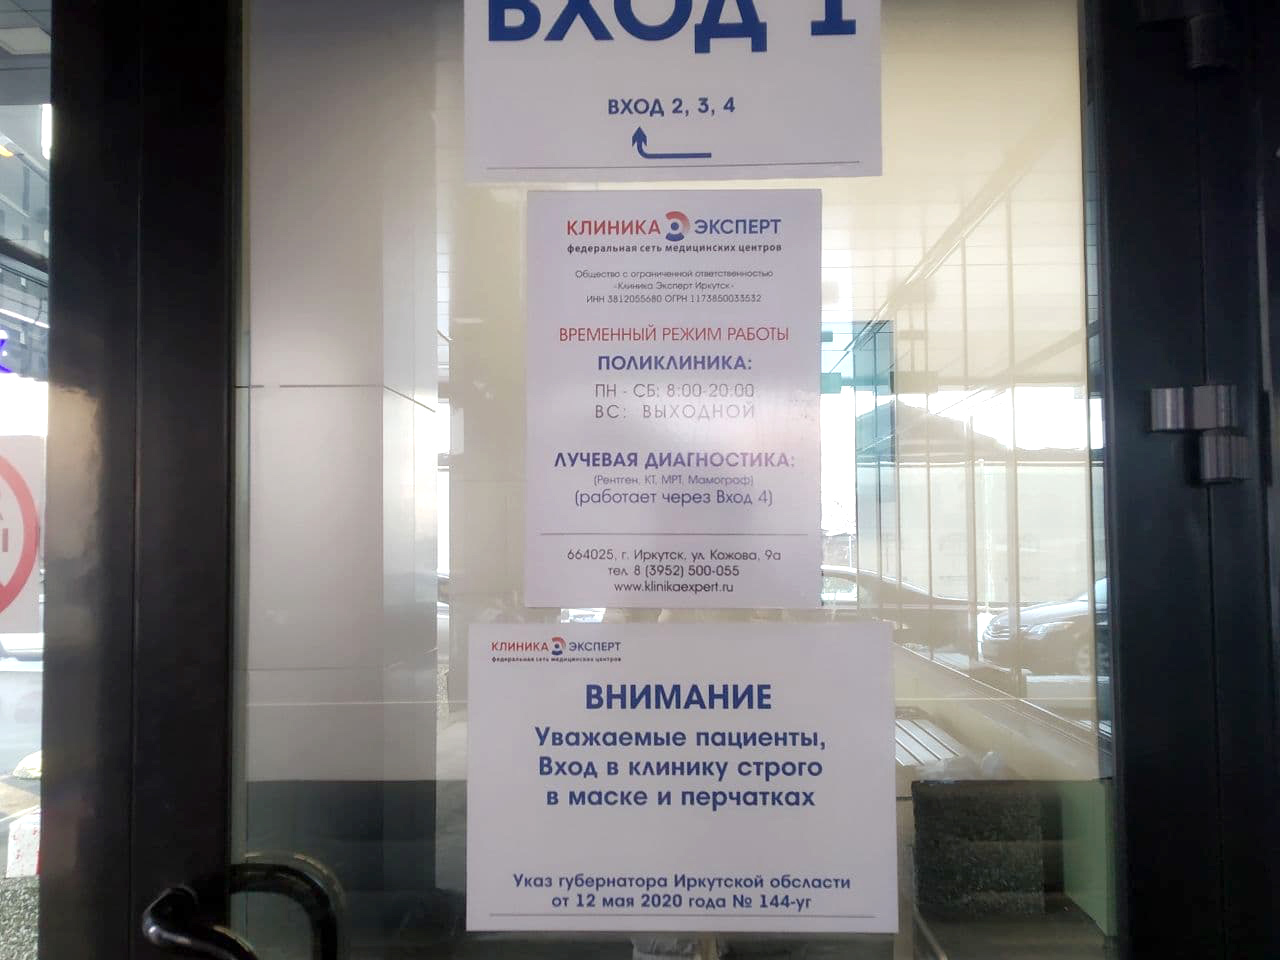 ВХОД 1
ВХОД 2, 3, 4
КЛИНИКА ЭКСПЕРТ
федеральная сеть медицинских центров
Общество с ограниченной ответственностью
«Клиника Эксперт Иркутск»
ИНН 3812055680 ОГРН 1173850033532
ВРЕМЕННЫЙ РЕЖИМ РАБОТЫ
ПОЛИКЛИНИКА:
ПН - СБ: 8:00-20:00
ВС: ВЫХОДНОЙ
ЛУЧЕВАЯ ДИАГНОСТИКА:
(Рентген, КТ, МРТ, Маммограф)
(работает через Вход 4)
664025, г. Иркутск, ул. Кожова, 9а
тел. 8 (3952) 500-055
www.klinikaexpert.ru
КЛИНИКА ЭКСПЕРТ
федеральная сеть медицинских центров
ВНИМАНИЕ
Уважаемые пациенты,
Вход в клинику строго
в маске и перчатках
Указ губернатора Иркутской обсласти
от 12 мая 2020 года № 144-уг